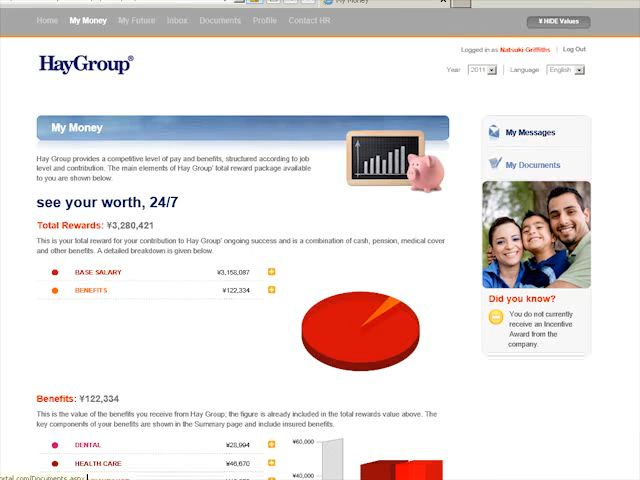 My Money
Home My Money My Future Inbox Documents Profile Contact HR
¥ HIDE Values
Logged in as Natsuki Griffiths | Log Out
HayGroup®
Year 2011 | Language English
My Money
Hay Group provides a competitive level of pay and benefits, structured according to job
level and contribution. The main elements of Hay Group' total reward package available
to you are shown below.
see your worth, 24/7
Total Rewards: ¥3,280,421
This is your total reward for your contribution to Hay Group' ongoing success and is a combination of cash, pension, medical cover
and other benefits. A detailed breakdown is given below.
BASE SALARY ¥3,158,087
BENEFITS ¥122,334
My Messages
My Documents
Did you know?
You do not currently
receive an Incentive
Award from the
company.
Benefits: ¥122,334
This is the value of the benefits you receive from Hay Group; the figure is already included in the total rewards value above. The
key components of your benefits are shown in the Summary page and include insured benefits.
DENTAL ¥28,994
HEALTH CARE ¥46,670
¥60,000
¥40,000
ortal.com/Documents.aspx